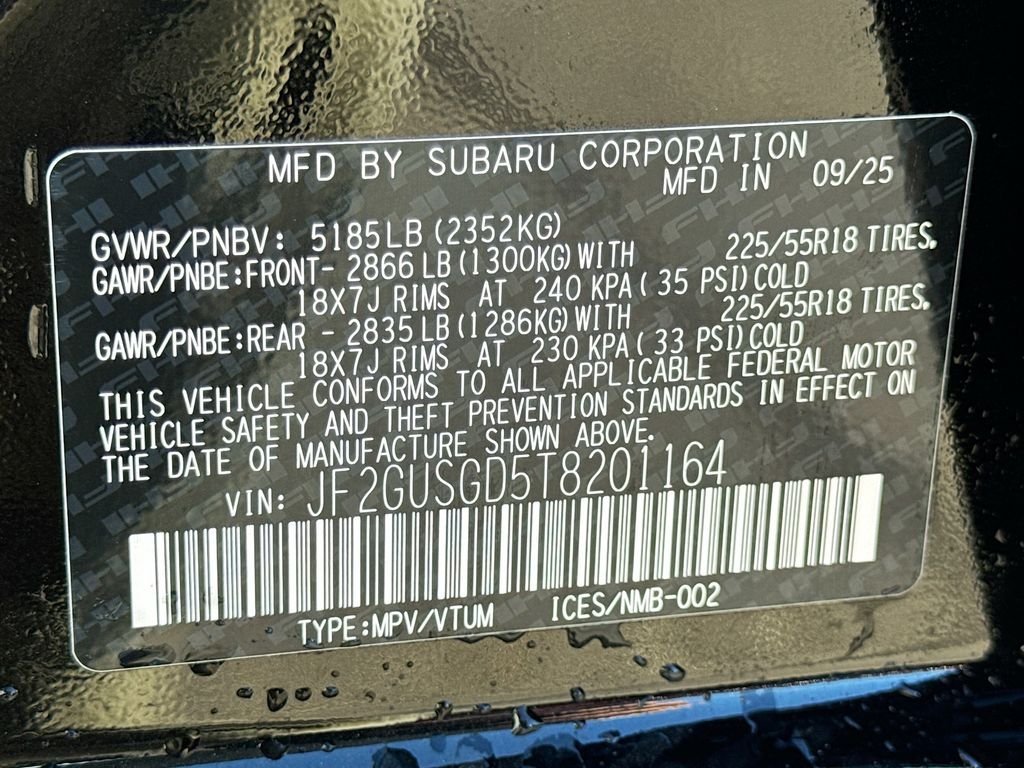 MFD BY SUBARU CORPORATION
MFD IN 09/25
GVWR/PNBV: 5185LB (2352KG)
GAWR/PNBE:FRONT- 2866 LB (1300KG) WITH 225/55R18 TIRES.
18X7J RIMS AT 240 KPA ( 35 PSI) COLD
GAWR/PNBE:REAR - 2835 LB (1286KG) WITH 225/55R18 TIRES.
18X7J RIMS AT 230 KPA ( 33 PSI) COLD
THIS VEHICLE CONFORMS TO ALL APPLICABLE FEDERAL MOTOR
VEHICLE SAFETY AND THEFT PREVENTION STANDARDS IN EFFECT ON
THE DATE OF MANUFACTURE SHOWN ABOVE.
VIN: JF2GUSGD5T8201164
TYPE:MPV/VTUM ICES/NMB-002